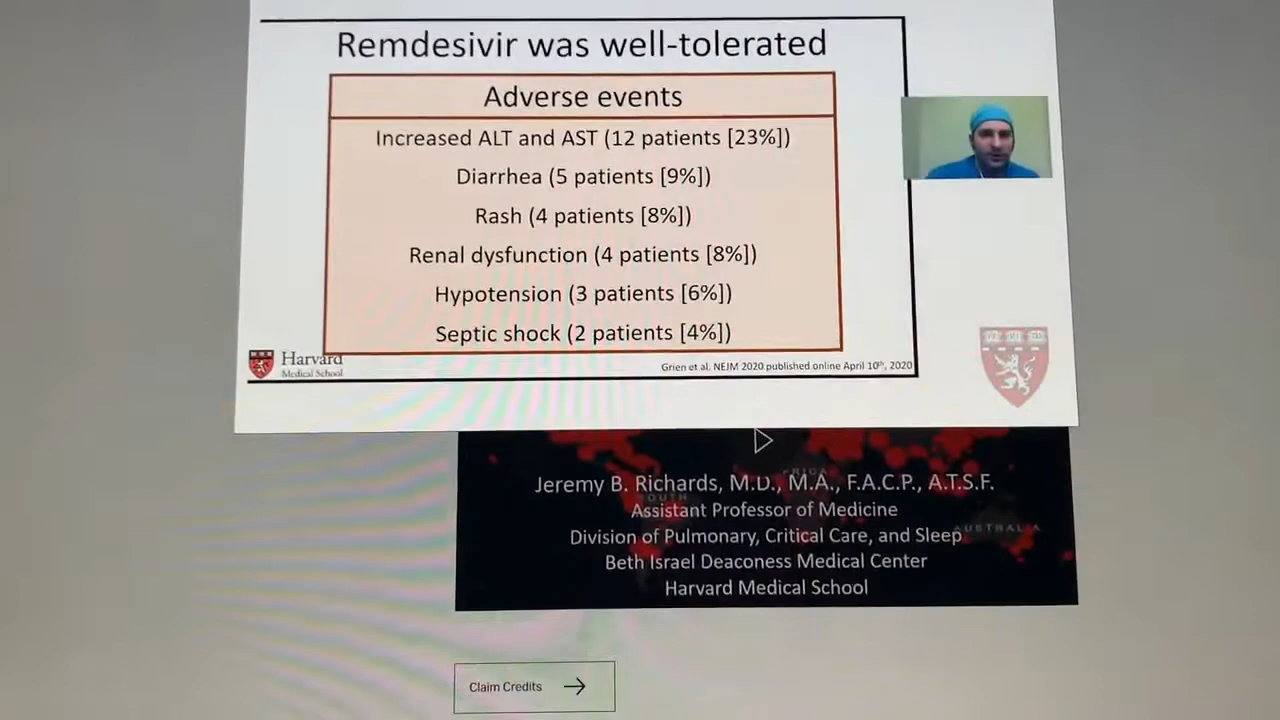 Remdesivir was well-tolerated
Adverse events
Increased ALT and AST (12 patients [23%])
Diarrhea (5 patients [9%])
Rash (4 patients [8%])
Renal dysfunction (4 patients [8%])
Hypotension (3 patients [6%])
Septic shock (2 patients [4%])
Harvard
Medical School
Grien et al. NEJM 2020 published online April 10th, 2020
Jeremy B. Richards, M.D., M.A., F.A.C.P., A.T.S.F.
SOUTH
Assistant Professor of Medicine
AUSTRALIA
Division of Pulmonary, Critical Care, and Sleep
Beth Israel Deaconess Medical Center
Harvard Medical School
Claim Credits